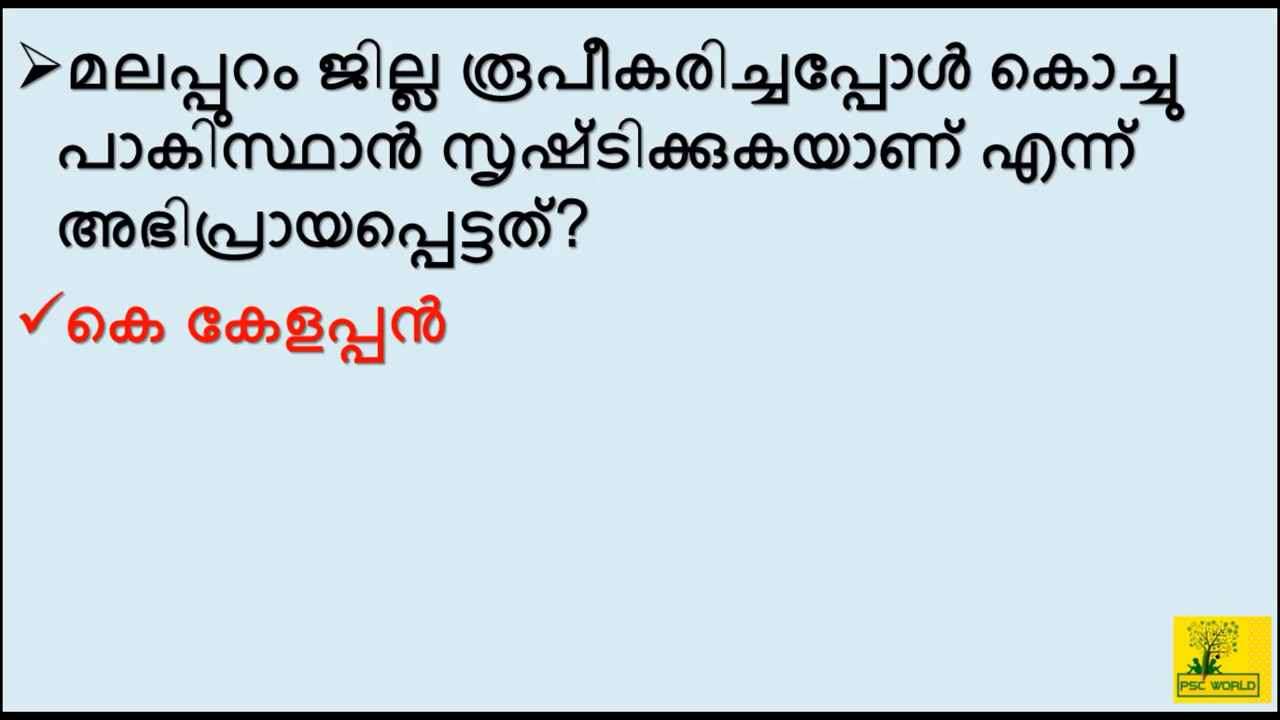 ➢മലപ്പുറം ജില്ല രൂപീകരിച്ചപ്പോൾ കൊച്ചു
പാകിസ്ഥാൻ സൃഷ്ടിക്കുകയാണ് എന്ന്
അഭിപ്രായപ്പെട്ടത്?
✓കെ കേളപ്പൻ
PSC WORLD